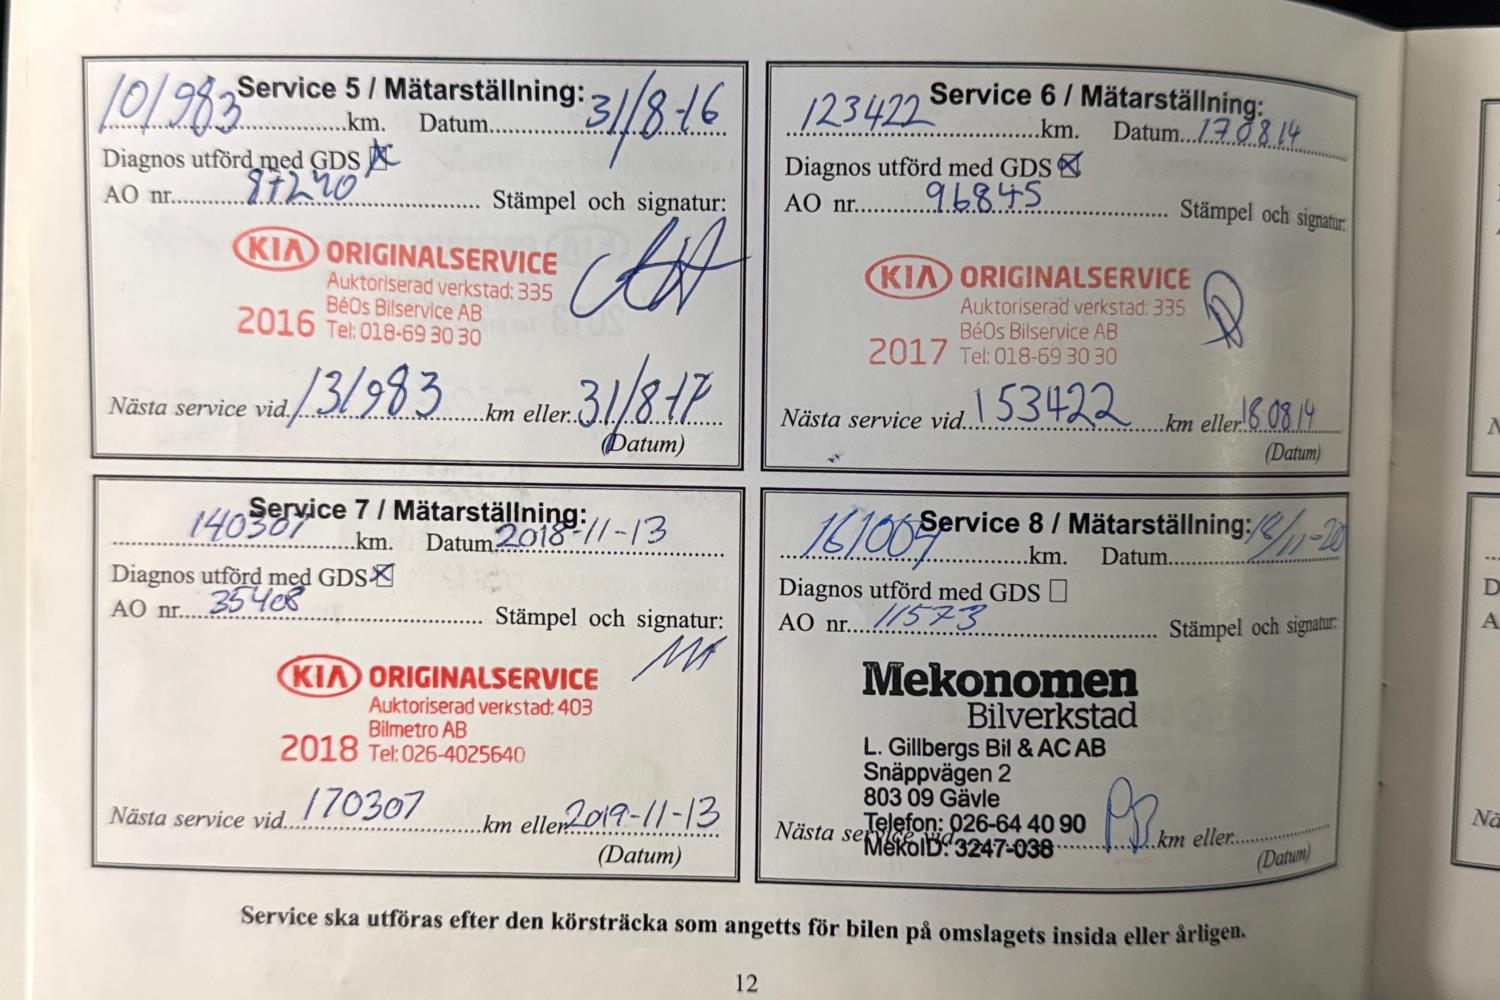 Service 5 / Mätarställning:
101983 km. Datum 31/8-16
Diagnos utförd med GDS
AO nr. 87240 Stämpel och signatur:
KIA ORIGINALSERVICE
Auktoriserad verkstad: 335
BéOs Bilservice AB
2016 Tel: 018-69 30 30
Nästa service vid 131983 km eller 31/8-17
(Datum)
Service 6 / Mätarställning:
123422 km. Datum 170814
Diagnos utförd med GDS
AO nr. 96845 Stämpel och signatur:
KIA ORIGINALSERVICE
Auktoriserad verkstad: 335
BéOs Bilservice AB
2017 Tel: 018-69 30 30
Nästa service vid 153422 km eller 180814
(Datum)
Service 7 / Mätarställning:
140307 km. Datum 2018-11-13
Diagnos utförd med GDS
AO nr. 35408 Stämpel och signatur:
KIA ORIGINALSERVICE
Auktoriserad verkstad: 403
Bilmetro AB
2018 Tel: 026-4025640
Nästa service vid 170307 km eller 2019-11-13
(Datum)
Service 8 / Mätarställning:
161009 km. Datum 18/11-20
Diagnos utförd med GDS
AO nr. 11573 Stämpel och signatur:
Mekonomen
Bilverkstad
L. Gillbergs Bil & AC AB
Snäppvägen 2
803 09 Gävle
Telefon: 026-64 40 90
MekoID: 3247-038
Nästa service vid km eller
(Datum)
Service ska utföras efter den körsträcka som angetts för bilen på omslagets insida eller årligen.
12